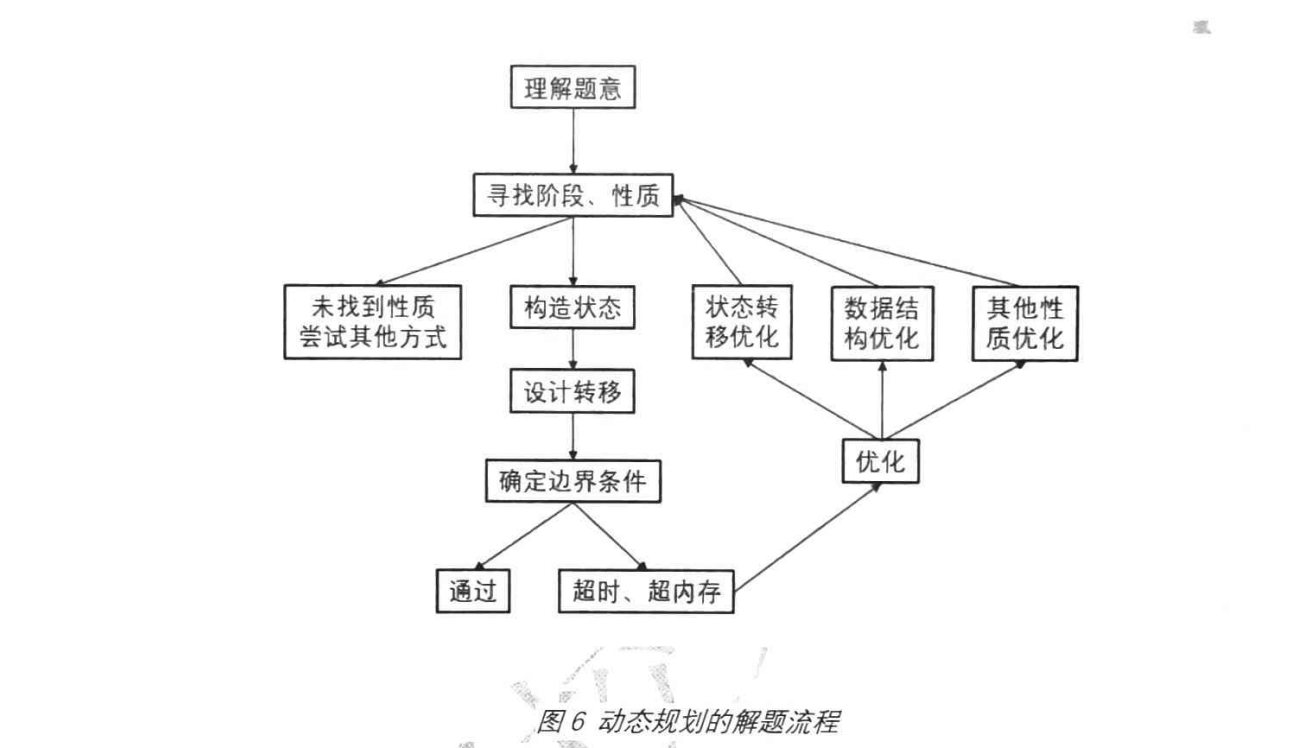 理解题意
寻找阶段、性质
未找到性质
尝试其他方式
构造状态
状态转
移优化
数据结
构优化
其他性
质优化
设计转移
确定边界条件
优化
通过
超时、超内存
图 6 动态规划的解题流程